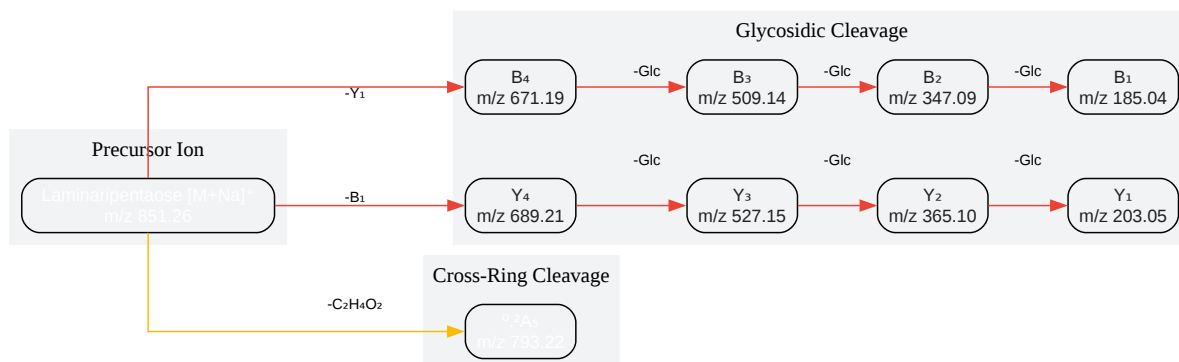 Glycosidic Cleavage
B₄
m/z 671.19
-Glc
B₃
m/z 509.14
-Glc
B₂
m/z 347.09
-Glc
B₁
m/z 185.04
-Y₁
Precursor Ion
Laminaripentaose [M+Na]⁺
m/z 851.26
-B₁
Y₄
m/z 689.21
-Glc
Y₃
m/z 527.15
-Glc
Y₂
m/z 365.10
-Glc
Y₁
m/z 203.05
Cross-Ring Cleavage
-C₂H₄O₂
⁰,²A₅
m/z 793.22